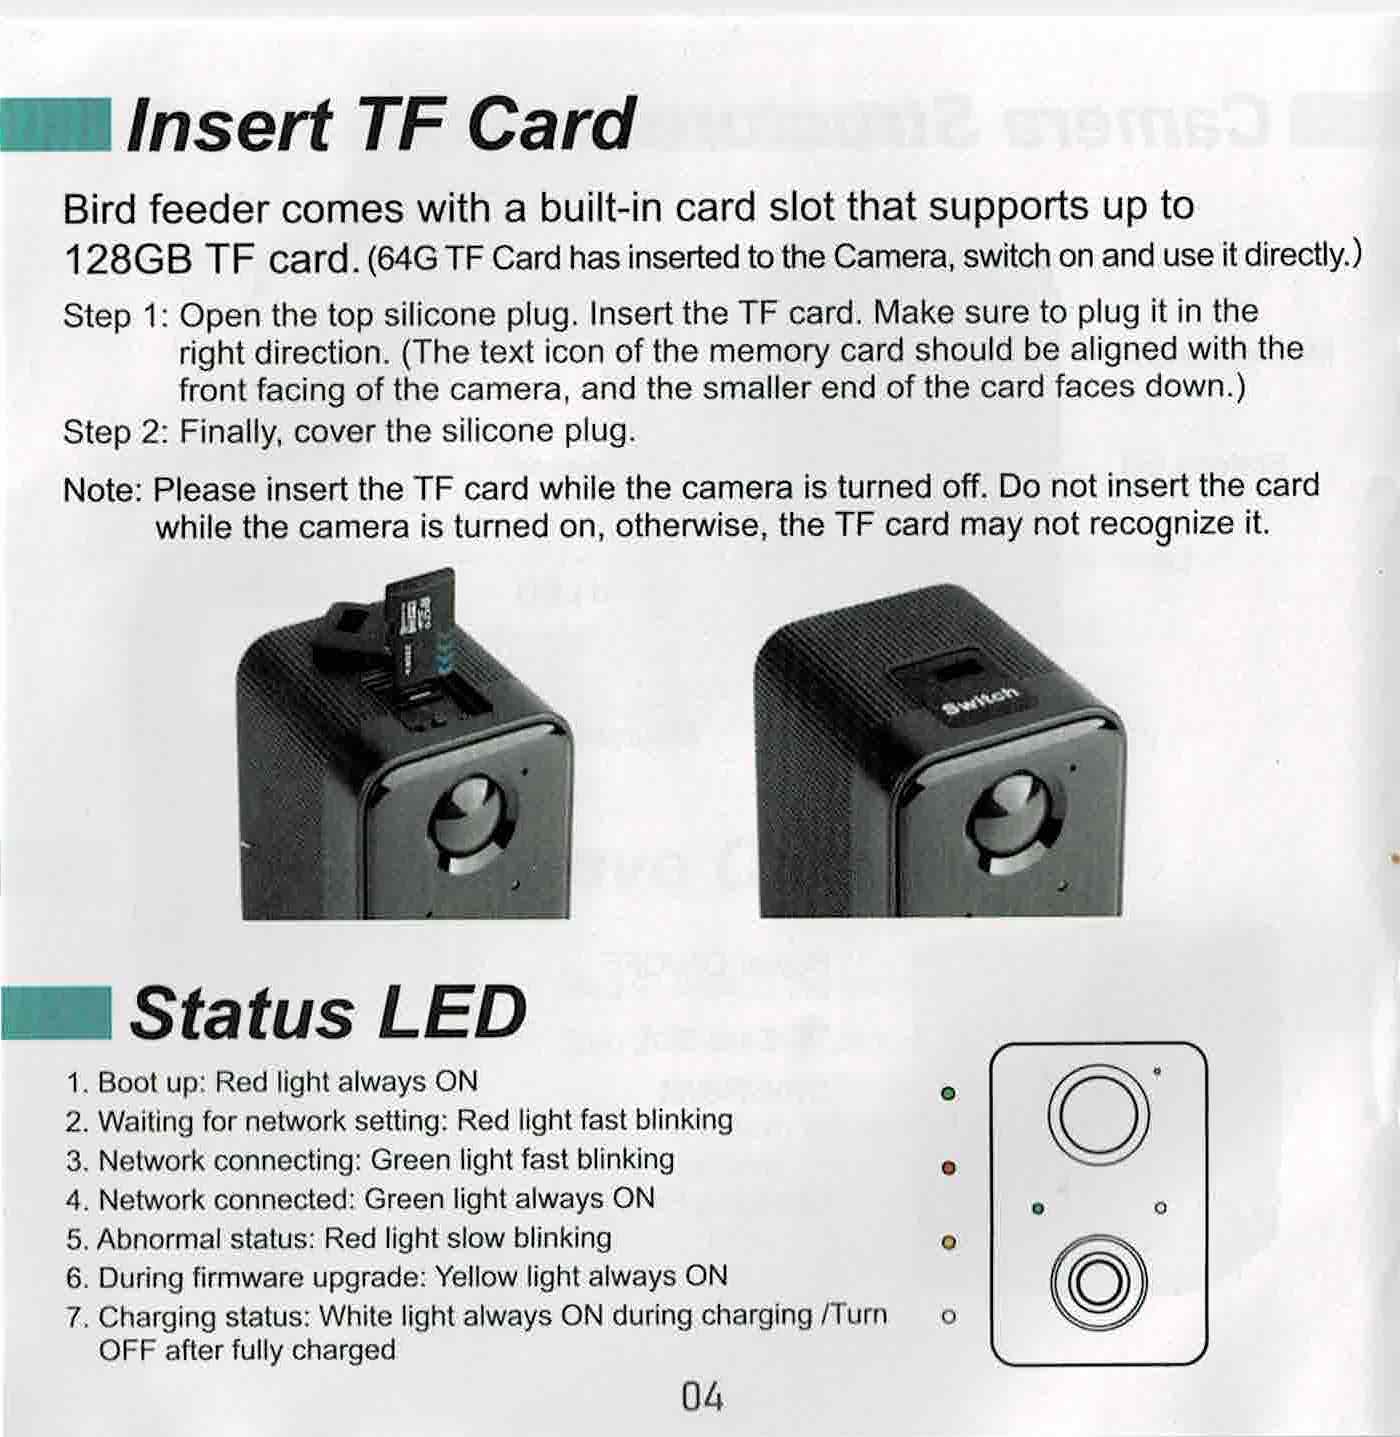 Insert TF Card
Bird feeder comes with a built-in card slot that supports up to
128GB TF card. (64G TF Card has inserted to the Camera, switch on and use it directly.)
Step 1: Open the top silicone plug. Insert the TF card. Make sure to plug it in the
right direction. (The text icon of the memory card should be aligned with the
front facing of the camera, and the smaller end of the card faces down.)
Step 2: Finally, cover the silicone plug.
Note: Please insert the TF card while the camera is turned off. Do not insert the card
while the camera is turned on, otherwise, the TF card may not recognize it.
Switch
Status LED
1. Boot up: Red light always ON
2. Waiting for network setting: Red light fast blinking
3. Network connecting: Green light fast blinking
4. Network connected: Green light always ON
5. Abnormal status: Red light slow blinking
6. During firmware upgrade: Yellow light always ON
7. Charging status: White light always ON during charging /Turn
OFF after fully charged
04